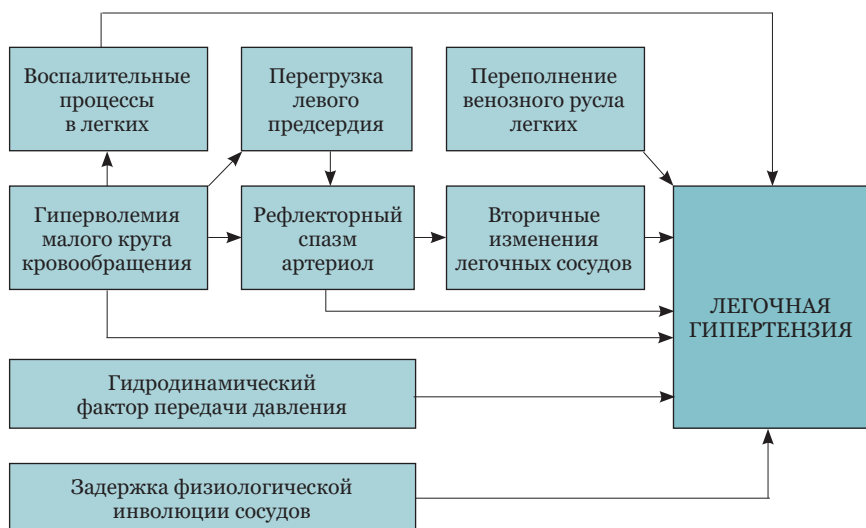 Воспалительные
процессы
в легких
Перегрузка
левого
предсердия
Переполнение
венозного русла
легких
Гиперволемия
малого круга
кровообращения
Рефлекторный
спазм
артериол
Вторичные
изменения
легочных сосудов
ЛЕГОЧНАЯ
ГИПЕРТЕНЗИЯ
Гидродинамический
фактор передачи давления
Задержка физиологической
инволюции сосудов